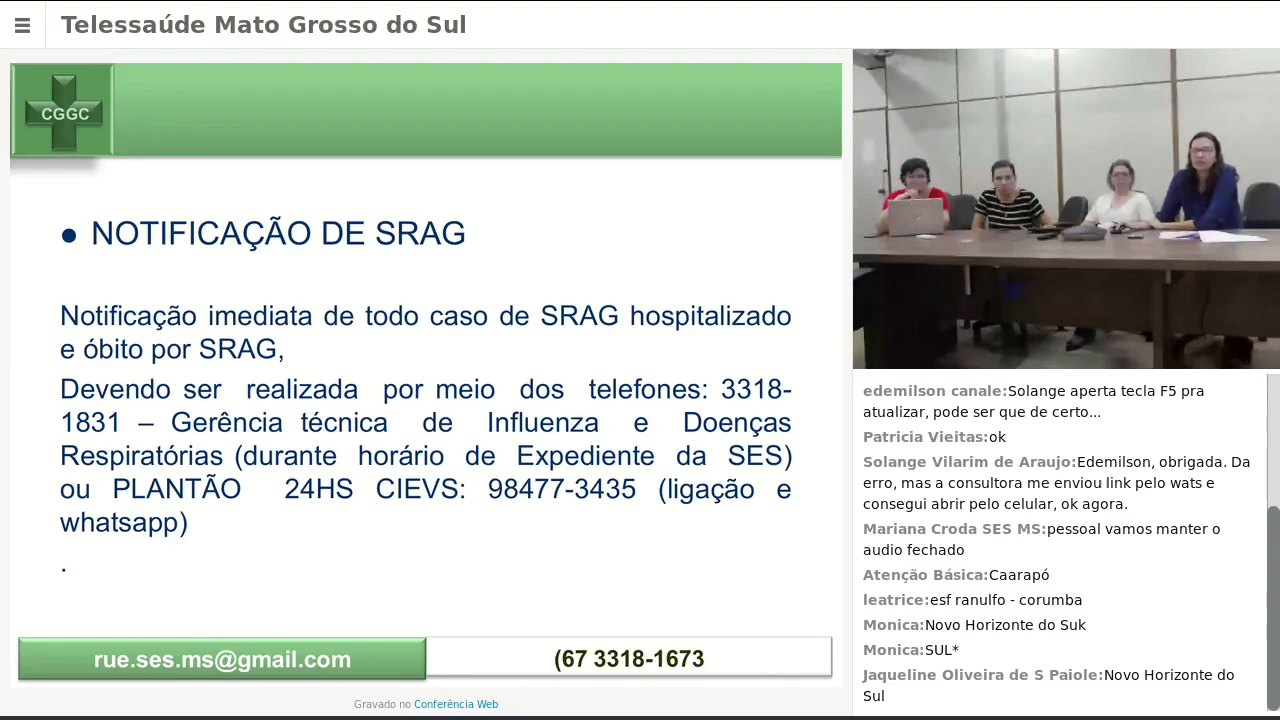 Telessaúde Mato Grosso do Sul
CGGC
● NOTIFICAÇÃO DE SRAG
Notificação imediata de todo caso de SRAG hospitalizado
e óbito por SRAG,
Devendo ser realizada por meio dos telefones: 3318-
1831 – Gerência técnica de Influenza e Doenças
Respiratórias (durante horário de Expediente da SES)
ou PLANTÃO 24HS CIEVS: 98477-3435 (ligação e
whatsapp)
.
rue.ses.ms@gmail.com
(67 3318-1673
Gravado no Conferência Web
edemilson canale:Solange aperta tecla F5 pra
atualizar, pode ser que de certo...
Patricia Vieitas:ok
Solange Vilarim de Araujo:Edemilson, obrigada. Da
erro, mas a consultora me enviou link pelo wats e
consegui abrir pelo celular, ok agora.
Mariana Croda SES MS:pessoal vamos manter o
audio fechado
Atenção Básica:Caarapó
leatrice:esf ranulfo - corumba
Monica:Novo Horizonte do Suk
Monica:SUL*
Jaqueline Oliveira de S Paiole:Novo Horizonte do
Sul